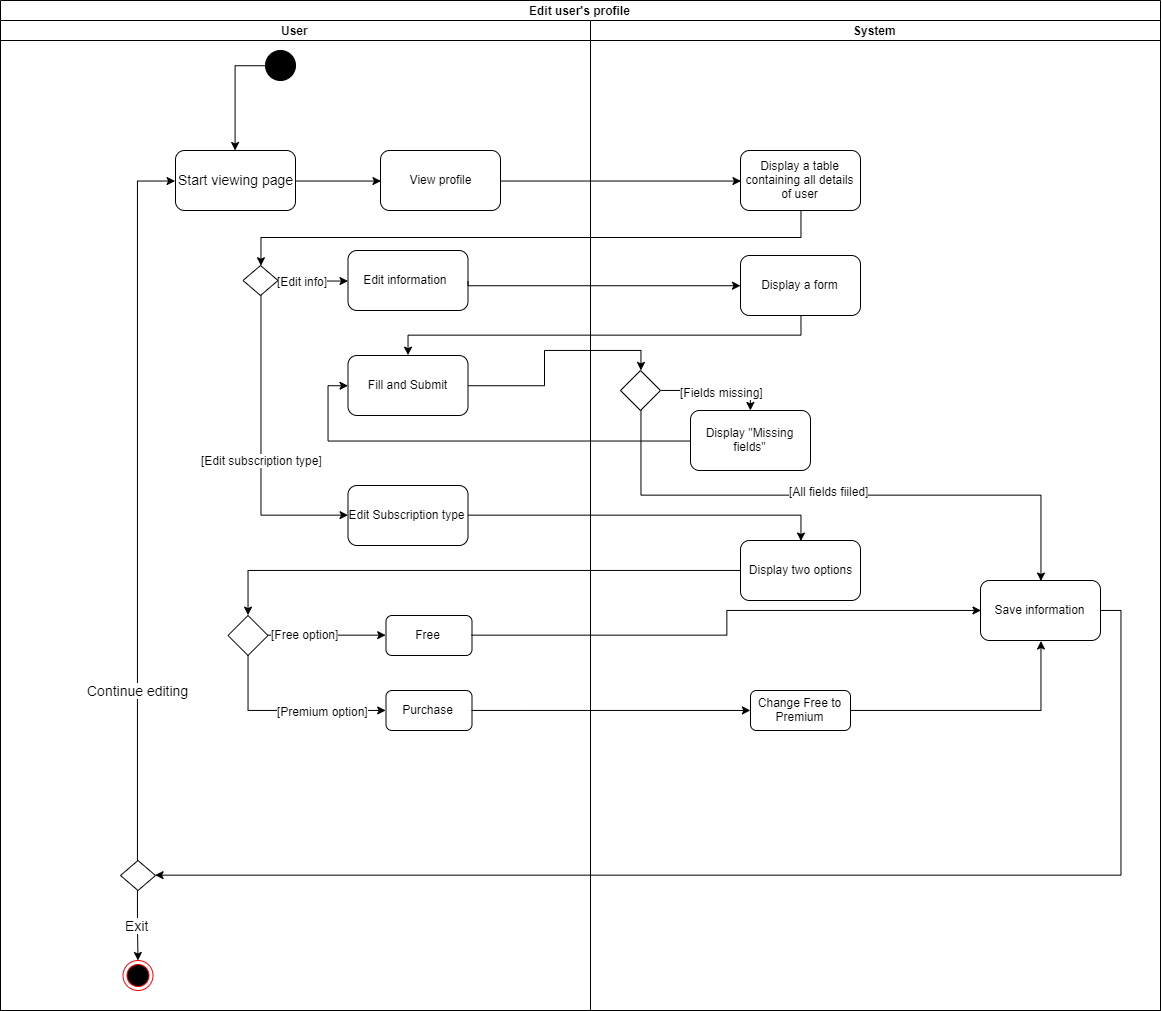 Edit user's profile
User
System
Start viewing page
View profile
Display a table
containing all details
of user
[Edit info]
Edit information
Display a form
Fill and Submit
[Fields missing]
Display "Missing
fields"
[Edit subscription type]
[All fields fiiled]
Edit Subscription type
Display two options
Save information
[Free option]
Free
Continue editing
[Premium option]
Purchase
Change Free to
Premium
Exit